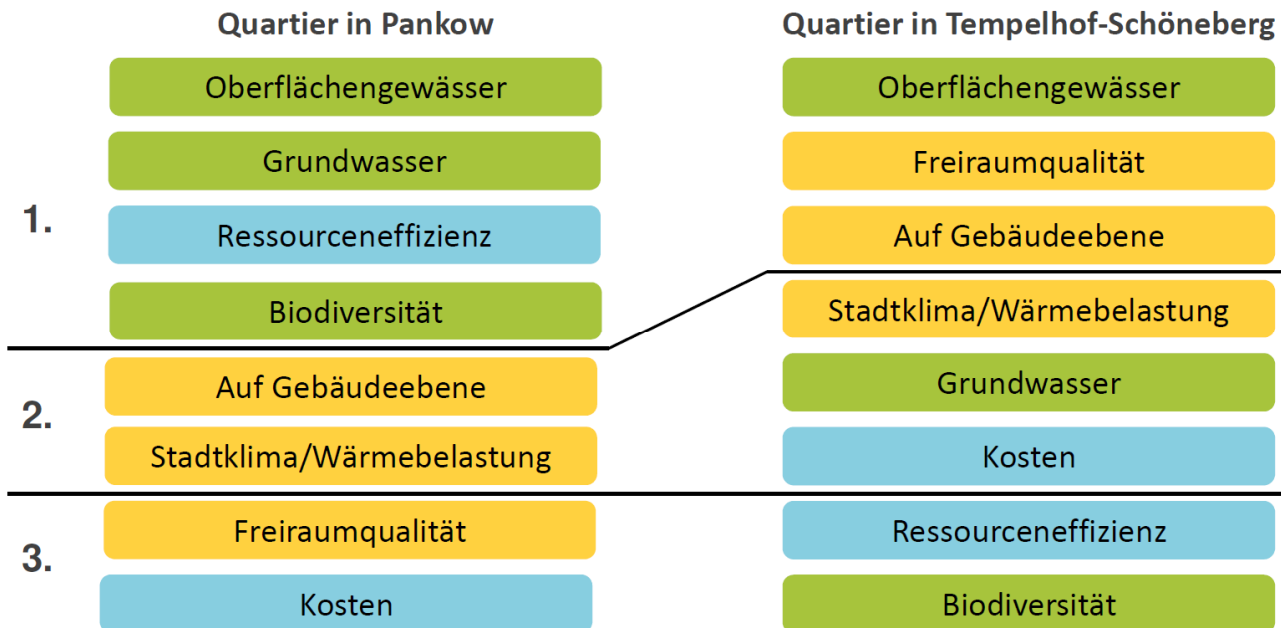 Quartier in Pankow
Oberflächengewässer
Grundwasser
1.
Ressourceneffizienz
Biodiversität
2.
Auf Gebäudeebene
Stadtklima/Wärmebelastung
3.
Freiraumqualität
Kosten
Quartier in Tempelhof-Schöneberg
Oberflächengewässer
Freiraumqualität
Auf Gebäudeebene
Stadtklima/Wärmebelastung
Grundwasser
Kosten
Ressourceneffizienz
Biodiversität